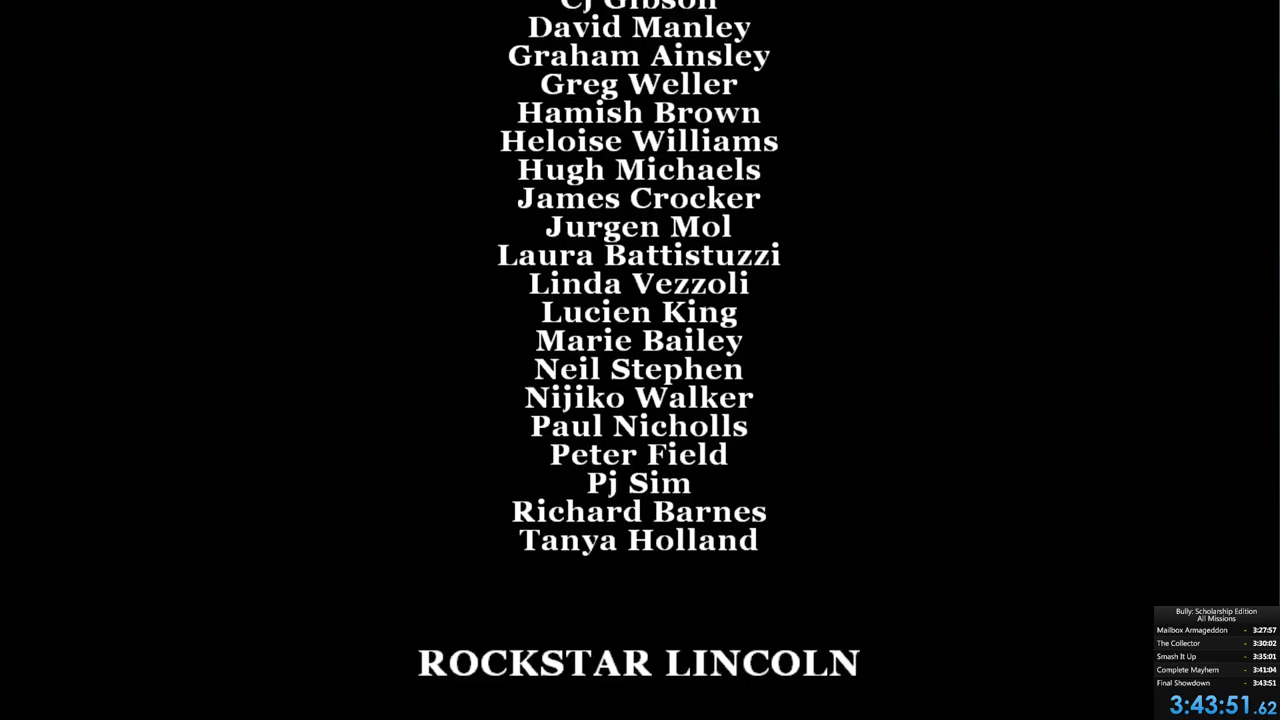 Cj Gibson
David Manley
Graham Ainsley
Greg Weller
Hamish Brown
Heloise Williams
Hugh Michaels
James Crocker
Jurgen Mol
Laura Battistuzzi
Linda Vezzoli
Lucien King
Marie Bailey
Neil Stephen
Nijiko Walker
Paul Nicholls
Peter Field
Pj Sim
Richard Barnes
Tanya Holland
ROCKSTAR LINCOLN
Bully: Scholarship Edition
All Missions
Mailbox Armageddon - 3:27:57
The Collector - 3:30:02
Smash It Up - 3:35:01
Complete Mayhem - 3:41:04
Final Showdown - 3:43:51
3:43:51.62